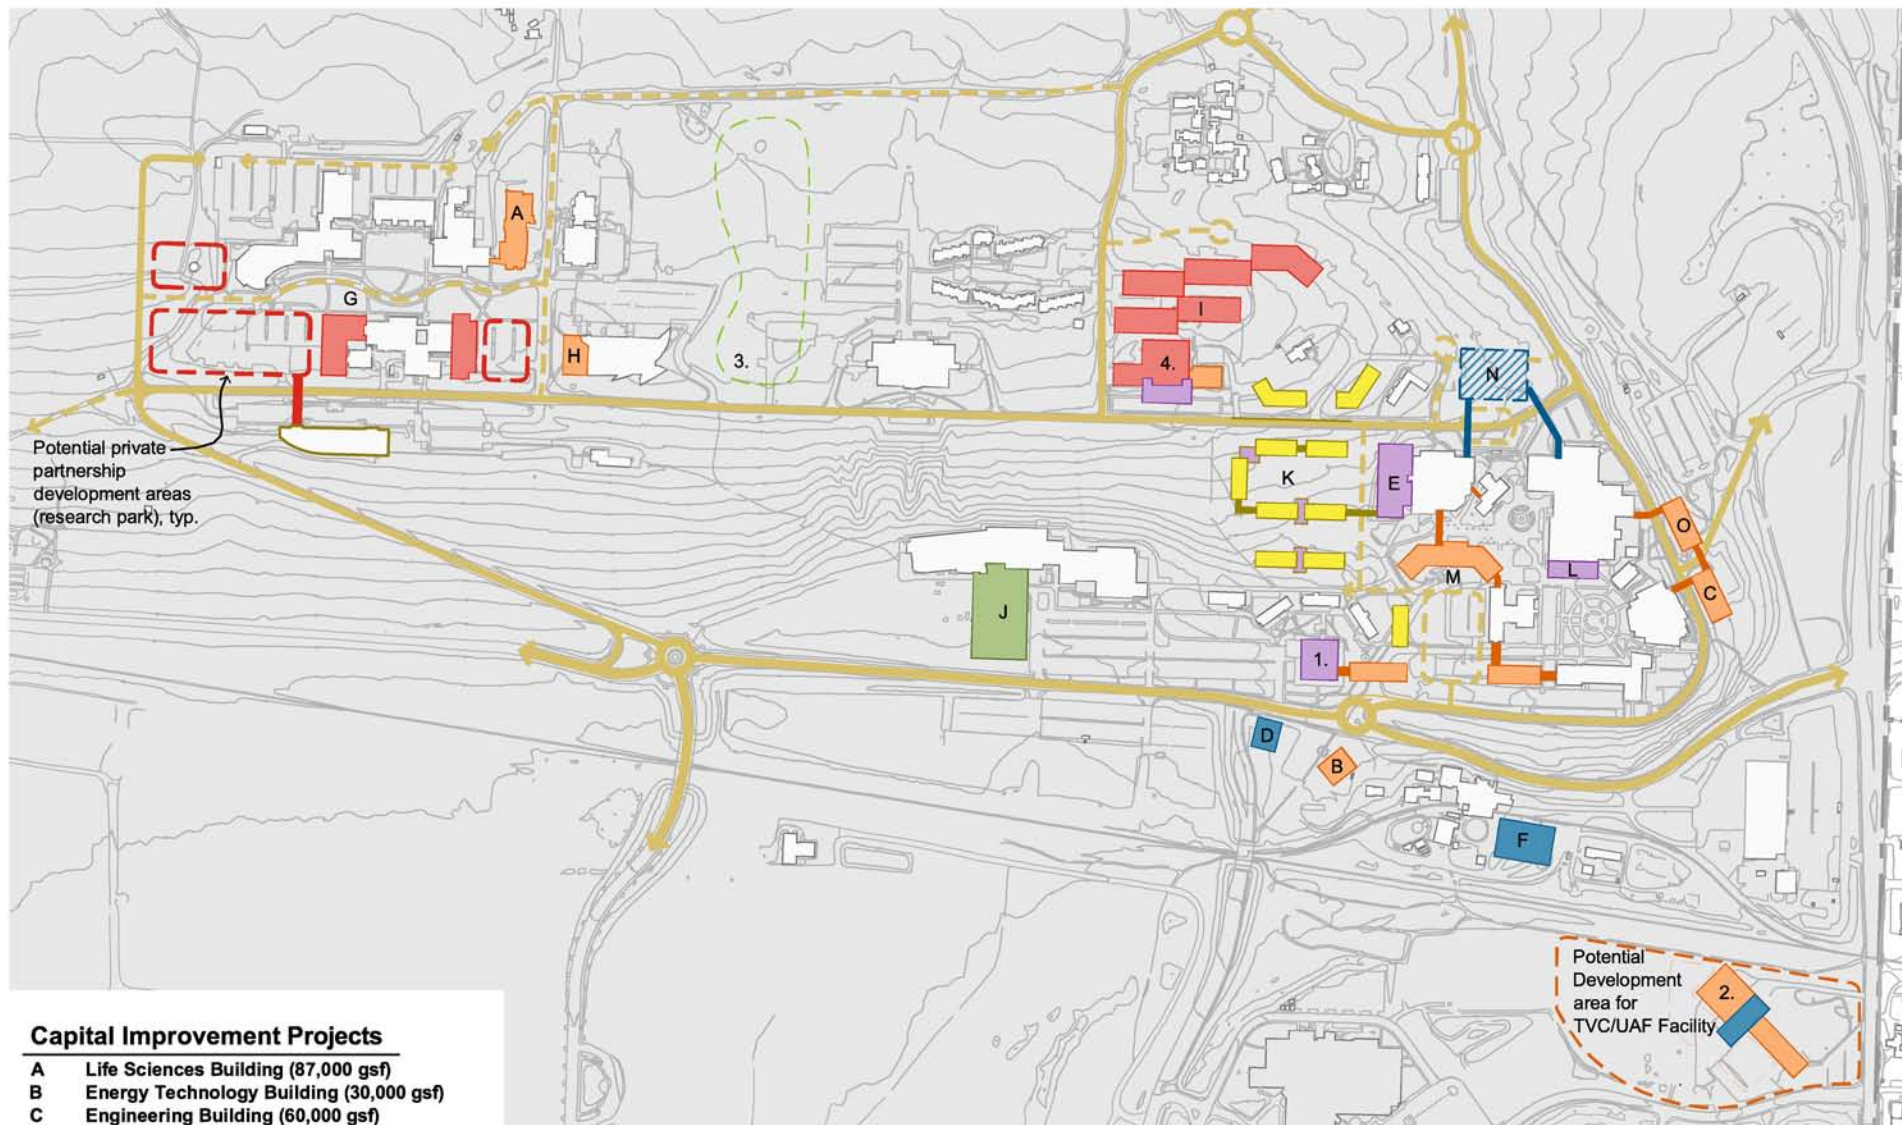 N
A
G
I
H
3.
4.
Potential private
partnership
development areas
(research park), typ.
K
E
O
M
L
C
J
1.
D
B
F
Potential
Development
area for
TVC/UAF Facility
2.
Capital Improvement Projects
A Life Sciences Building (87,000 gsf)
B Energy Technology Building (30,000 gsf)
C Engineering Building (60,000 gsf)